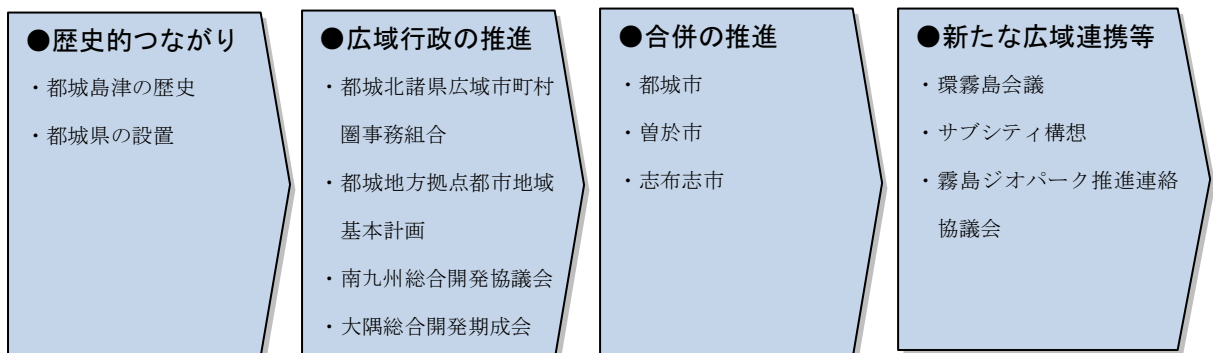 ●歴史的つながり
・都城島津の歴史
・都城県の設置
●広域行政の推進
・都城北諸県広域市町村
圏事務組合
・都城地方拠点都市地域
基本計画
・南九州総合開発協議会
・大隅総合開発期成会
●合併の推進
・都城市
・曽於市
・志布志市
●新たな広域連携等
・環霧島会議
・サブシティ構想
・霧島ジオパーク推進連絡
協議会